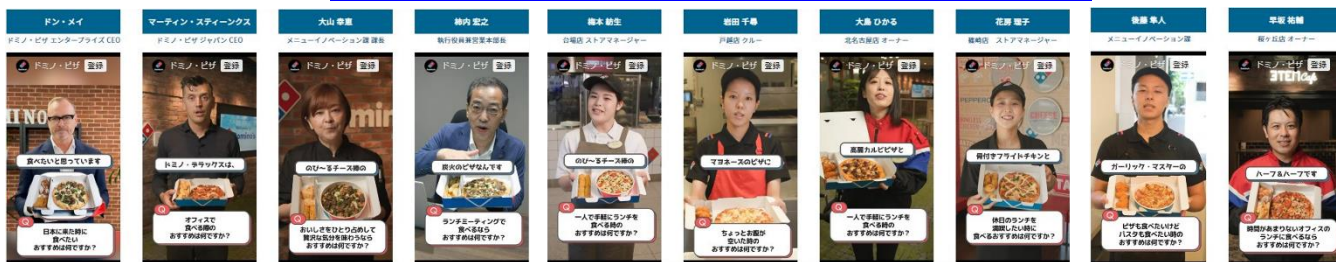 ドン・メイ
ドミノ・ピザ エンタープライズ CEO
ドミノ・ピザ 登録
食べたいと思っています
Q
日本に来た時に
食べたい
おすすめは何ですか？
マーティン・スティーンクス
ドミノ・ピザ ジャパン CEO
ドミノ・ピザ 登録
ドミノ・デラックスは、
Q
オフィスで
食べる際の
おすすめは何ですか？
大山 幸恵
メニューイノベーション課 課長
ドミノ・ピザ 登録
のび〜るチーズ棒の
Q
おいしさをひとり占めして
贅沢な気分を味わうなら
おすすめは何ですか？
柿内 宏之
執行役員兼営業本部長
ドミノ・ピザ 登録
炭火のピザなんです
Q
ランチミーティングで
食べるなら
おすすめは何ですか？
梅本 紡生
台場店 ストアマネージャー
ドミノ・ピザ 登録
のび〜るチーズ棒の
Q
一人で手軽にランチを
食べる時の
おすすめは何ですか？
岩田 千尋
戸越店 クルー
ドミノ・ピザ 登録
マヨネーズのピザに
Q
ちょっとお腹が
空いた時の
おすすめは何ですか？
大島 ひかる
北名古屋店 オーナー
ドミノ・ピザ 登録
高麗カルビピザと
Q
一人で手軽にランチを
食べる時の
おすすめは何ですか？
花房 理子
篠崎店 ストアマネージャー
ドミノ・ピザ 登録
骨付きフライドチキンと
Q
休日のランチを
満喫したい時に
食べるおすすめは何ですか？
後藤 隼人
メニューイノベーション課
ドミノ・ピザ 登録
ガーリック・マスターの
Q
ピザも食べたいけど
パスタも食べたい時の
おすすめは何ですか？
早坂 祐輔
桜ヶ丘店 オーナー
ドミノ・ピザ 登録
ハーフ＆ハーフです
Q
時間があまりないオフィスの
ランチに食べるなら
おすすめは何ですか？